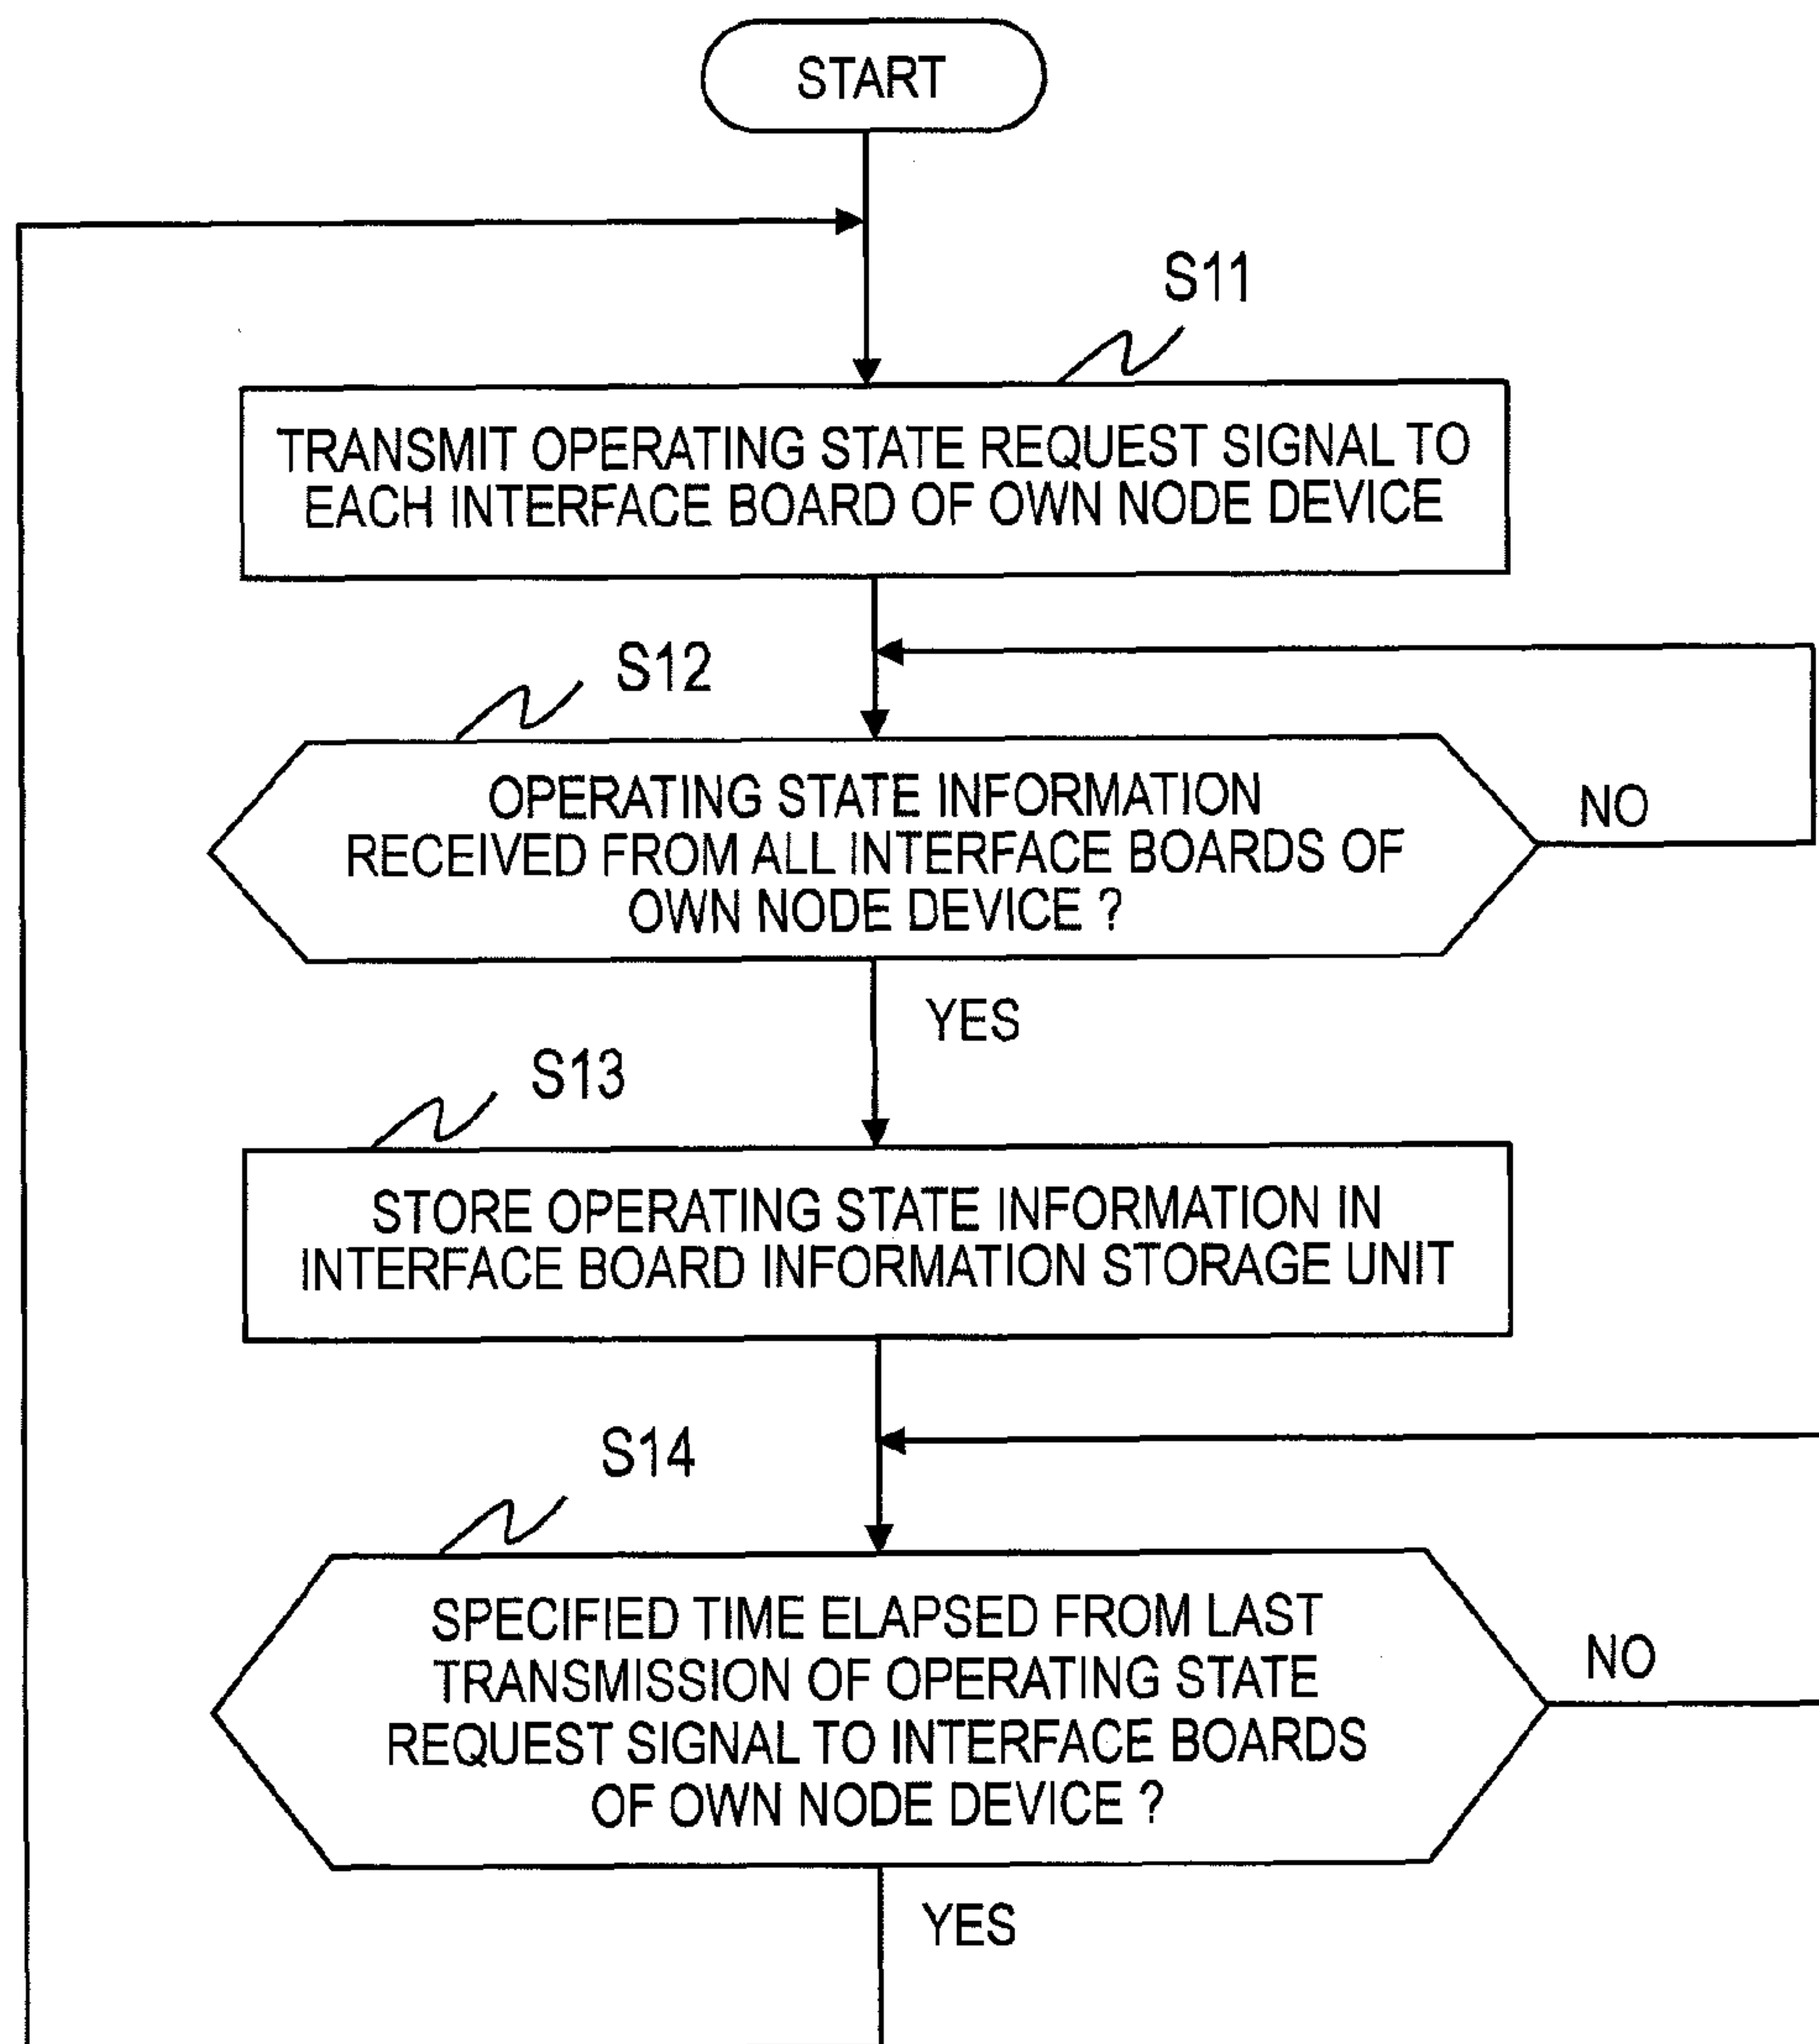 START
S11
TRANSMIT OPERATING STATE REQUEST SIGNAL TO
EACH INTERFACE BOARD OF OWN NODE DEVICE
S12
OPERATING STATE INFORMATION
RECEIVED FROM ALL INTERFACE BOARDS OF
OWN NODE DEVICE ?
NO
YES
S13
STORE OPERATING STATE INFORMATION IN
INTERFACE BOARD INFORMATION STORAGE UNIT
S14
SPECIFIED TIME ELAPSED FROM LAST
TRANSMISSION OF OPERATING STATE
REQUEST SIGNAL TO INTERFACE BOARDS
OF OWN NODE DEVICE ?
NO
YES